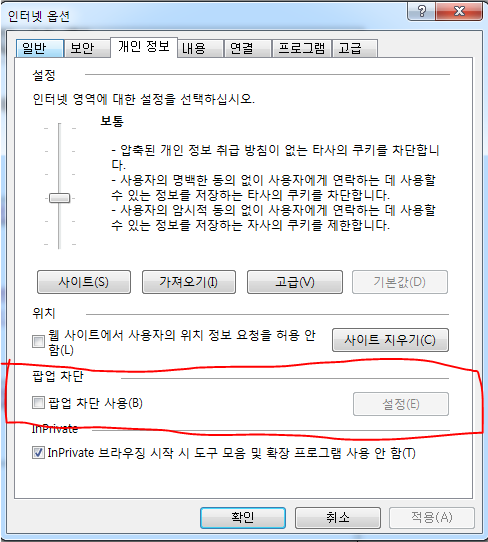 인터넷 옵션
일반 보안 개인 정보 내용 연결 프로그램 고급
설정
인터넷 영역에 대한 설정을 선택하십시오.
보통
- 압축된 개인 정보 취급 방침이 없는 타사의 쿠키를 차단합니
다.
- 사용자의 명백한 동의 없이 사용자에게 연락하는 데 사용할
수 있는 정보를 저장하는 타사의 쿠키를 차단합니다.
- 사용자의 암시적 동의 없이 사용자에게 연락하는 데 사용할
수 있는 정보를 저장하는 자사의 쿠키를 제한합니다.
사이트(S) 가져오기(I) 고급(V) 기본값(D)
위치
웹 사이트에서 사용자의 위치 정보 요청을 허용 안
함(L)
사이트 지우기(C)
팝업 차단
팝업 차단 사용(B) 설정(E)
InPrivate
InPrivate 브라우징 시작 시 도구 모음 및 확장 프로그램 사용 안 함(T)
확인 취소 적용(A)